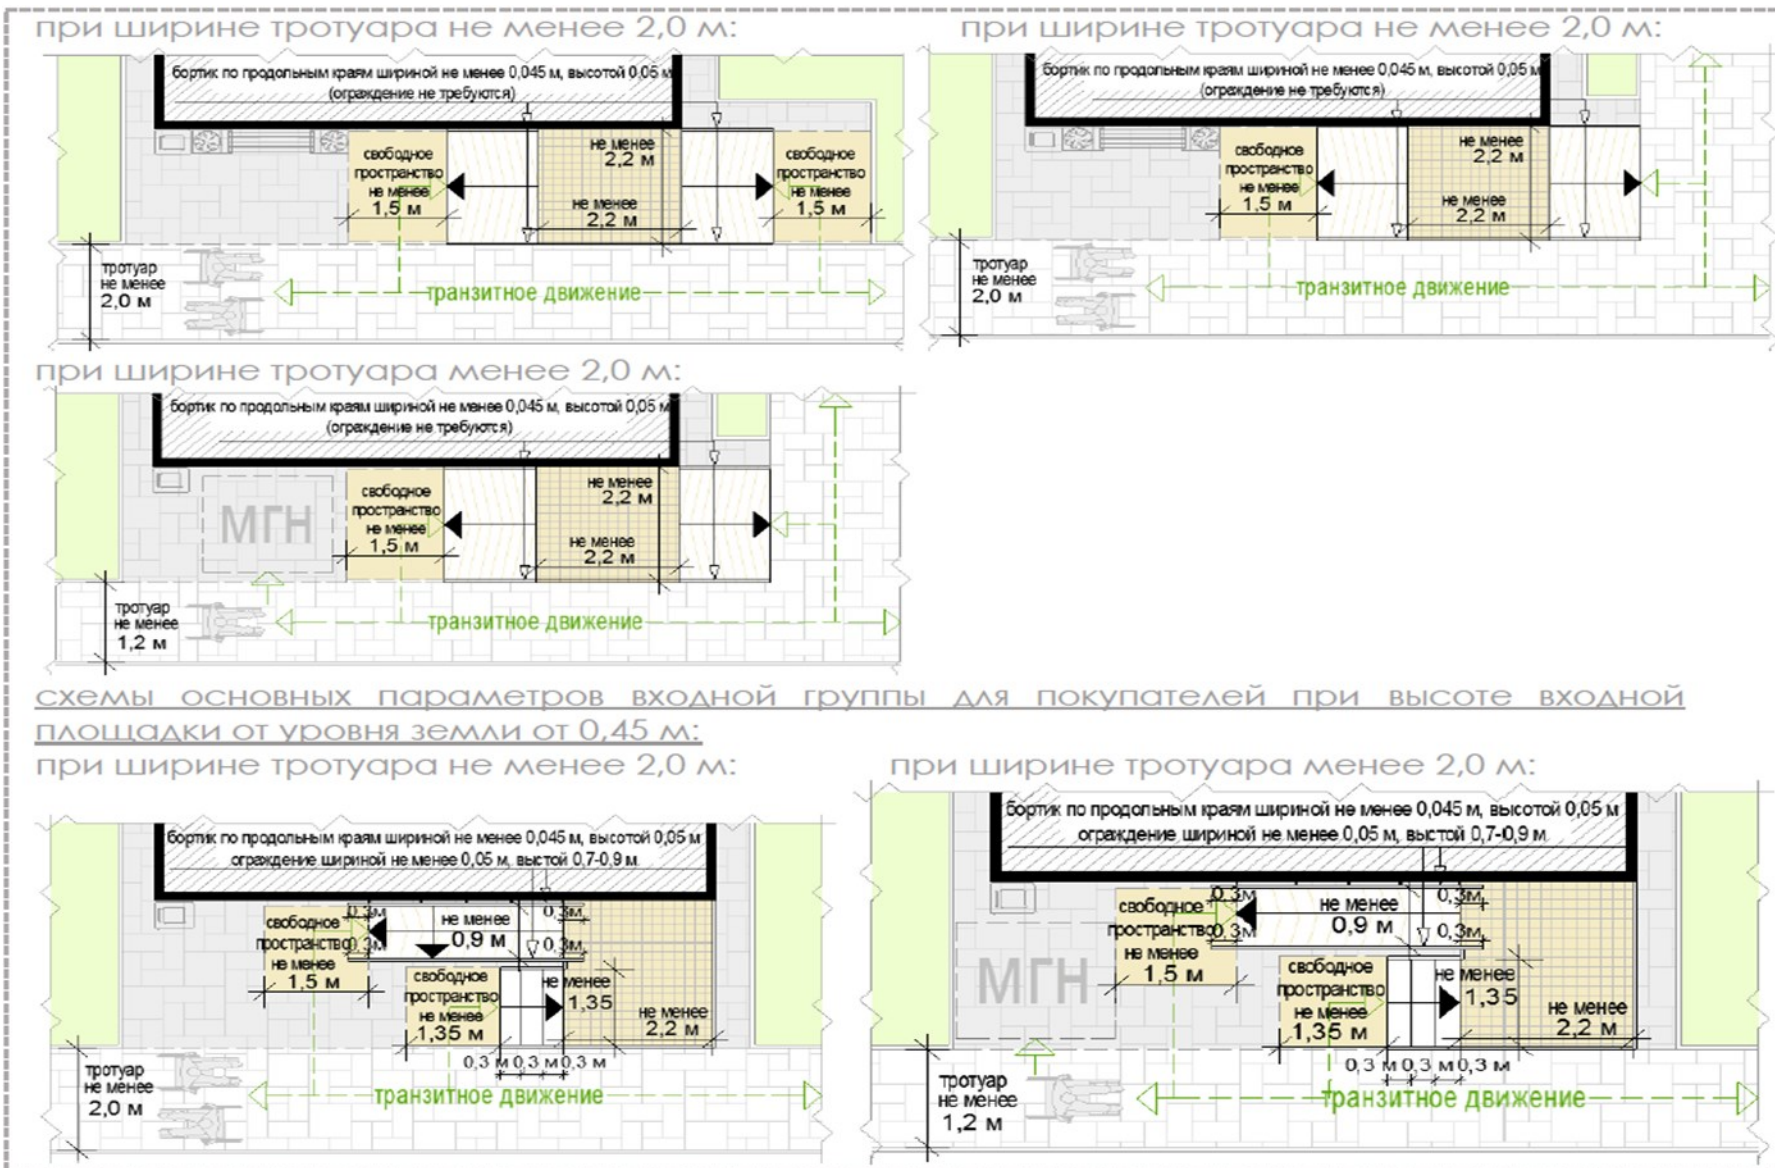 при ширине тротуара не менее 2,0 м:
бортик по продольным краям шириной не менее 0,045 м, высотой 0,05 м
(ограждение не требуются)
свободное
пространство
не менее
1,5 м
не менее
2,2 м
не менее
2,2 м
свободное
пространство
не менее
1,5 м
тротуар
не менее
2,0 м
транзитное движение
при ширине тротуара не менее 2,0 м:
бортик по продольным краям шириной не менее 0,045 м, высотой 0,05 м
(ограждение не требуются)
свободное
пространство
не менее
1,5 м
не менее
2,2 м
не менее
2,2 м
тротуар
не менее
2,0 м
транзитное движение
при ширине тротуара менее 2,0 м:
бортик по продольным краям шириной не менее 0,045 м, высотой 0,05 м
(ограждение не требуются)
МГН
свободное
пространство
не менее
1,5 м
не менее
2,2 м
не менее
2,2 м
тротуар
не менее
1,2 м
транзитное движение
схемы основных параметров входной группы для покупателей при высоте входной
площадки от уровня земли от 0,45 м:
при ширине тротуара не менее 2,0 м:
бортик по продольным краям шириной не менее 0,045 м, высотой 0,05 м
ограждение шириной не менее 0,05 м, выстой 0,7-0,9 м
0,3м
не менее
0,9 м
0,3м
0,3м
0,3м
свободное
пространство
не менее
1,5 м
свободное
пространство
не менее
1,35 м
не менее
1,35
не менее
2,2 м
0,3 м 0,3 м 0,3 м
тротуар
не менее
2,0 м
транзитное движение
при ширине тротуара менее 2,0 м:
бортик по продольным краям шириной не менее 0,045 м, высотой 0,05 м
ограждение шириной не менее 0,05 м, выстой 0,7-0,9 м
0,3м
не менее
0,9 м
0,3м
0,3м
0,3м
свободное
пространство
не менее
1,5 м
МГН
свободное
пространство
не менее
1,35 м
не менее
1,35
не менее
2,2 м
0,3 м 0,3 м 0,3 м
тротуар
не менее
1,2 м
транзитное движение